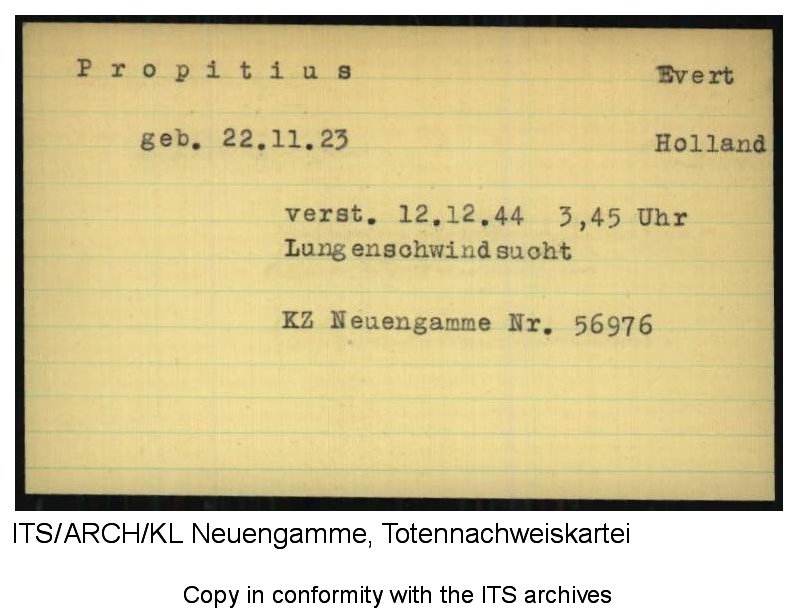 P r o p i t i u s Evert
geb. 22.11.23 Holland
verst. 12.12.44 3,45 Uhr
Lungenschwindsucht
KZ Neuengamme Nr. 56976
ITS/ARCH/KL Neuengamme, Totennachweiskartei
Copy in conformity with the ITS archives